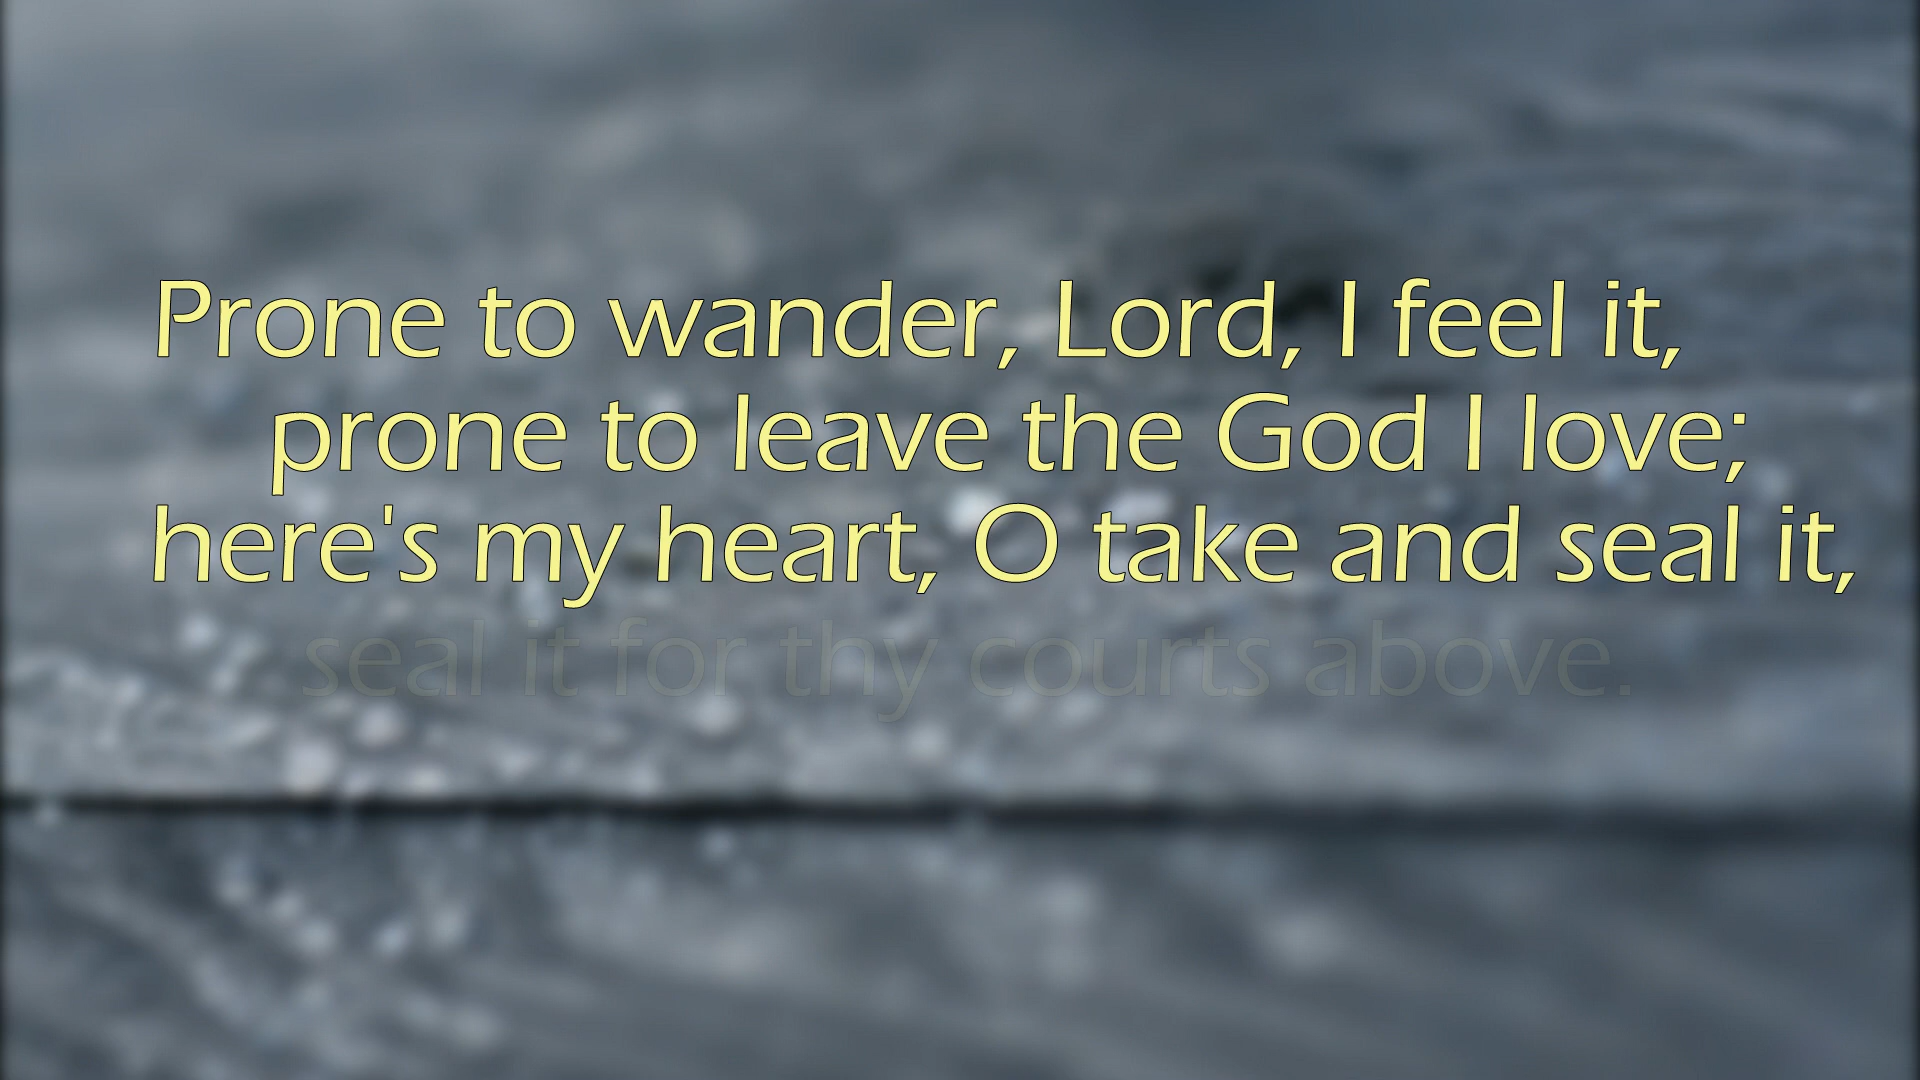 Prone to wander, Lord, I feel it,
prone to leave the God I love;
here's my heart, O take and seal it,
seal it for thy courts above.